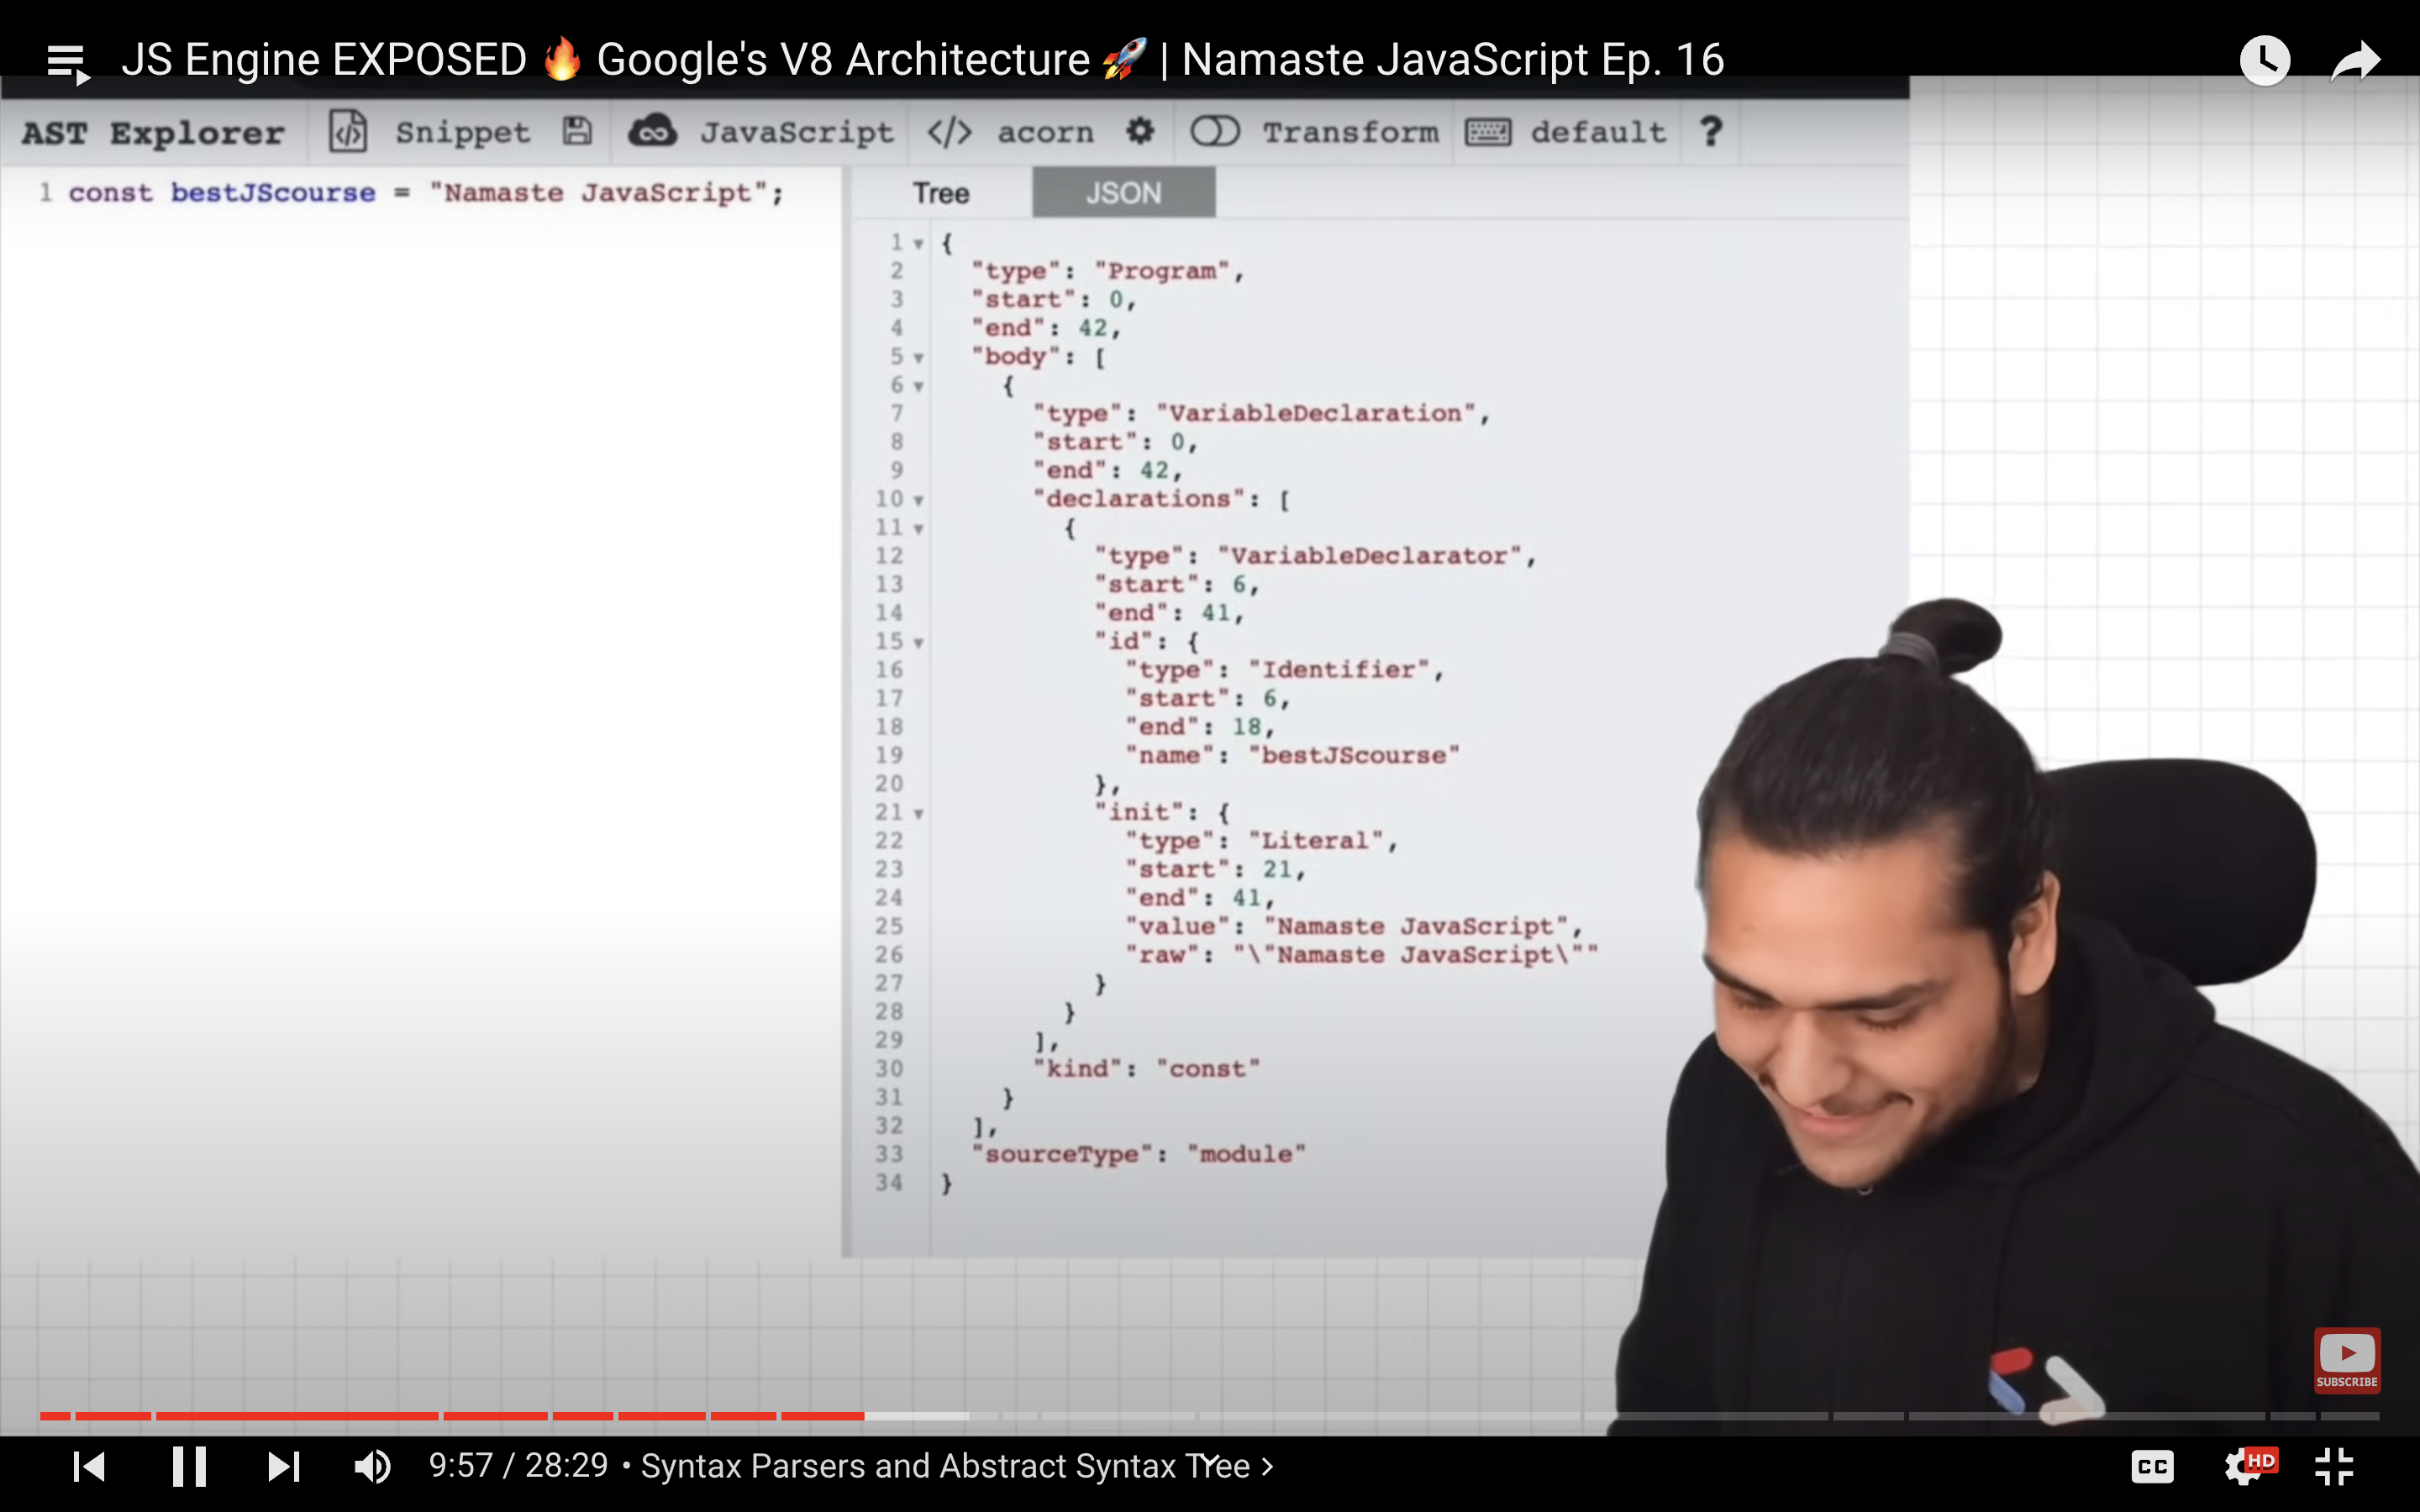 JS Engine EXPOSED 🔥 Google's V8 Architecture 🚀 | Namaste JavaScript Ep. 16
AST Explorer Snippet JavaScript </> acorn Transform default ?
1 const bestJScourse = "Namaste JavaScript";
Tree JSON
1 {
2 "type": "Program",
3 "start": 0,
4 "end": 42,
5 "body": [
6 {
7 "type": "VariableDeclaration",
8 "start": 0,
9 "end": 42,
10 "declarations": [
11 {
12 "type": "VariableDeclarator",
13 "start": 6,
14 "end": 41,
15 "id": {
16 "type": "Identifier",
17 "start": 6,
18 "end": 18,
19 "name": "bestJScourse"
20 },
21 "init": {
22 "type": "Literal",
23 "start": 21,
24 "end": 41,
25 "value": "Namaste JavaScript",
26 "raw": "\"Namaste JavaScript\""
27 }
28 }
29 ],
30 "kind": "const"
31 }
32 ],
33 "sourceType": "module"
34 }
SUBSCRIBE
9:57 / 28:29 • Syntax Parsers and Abstract Syntax Tree >
CC HD